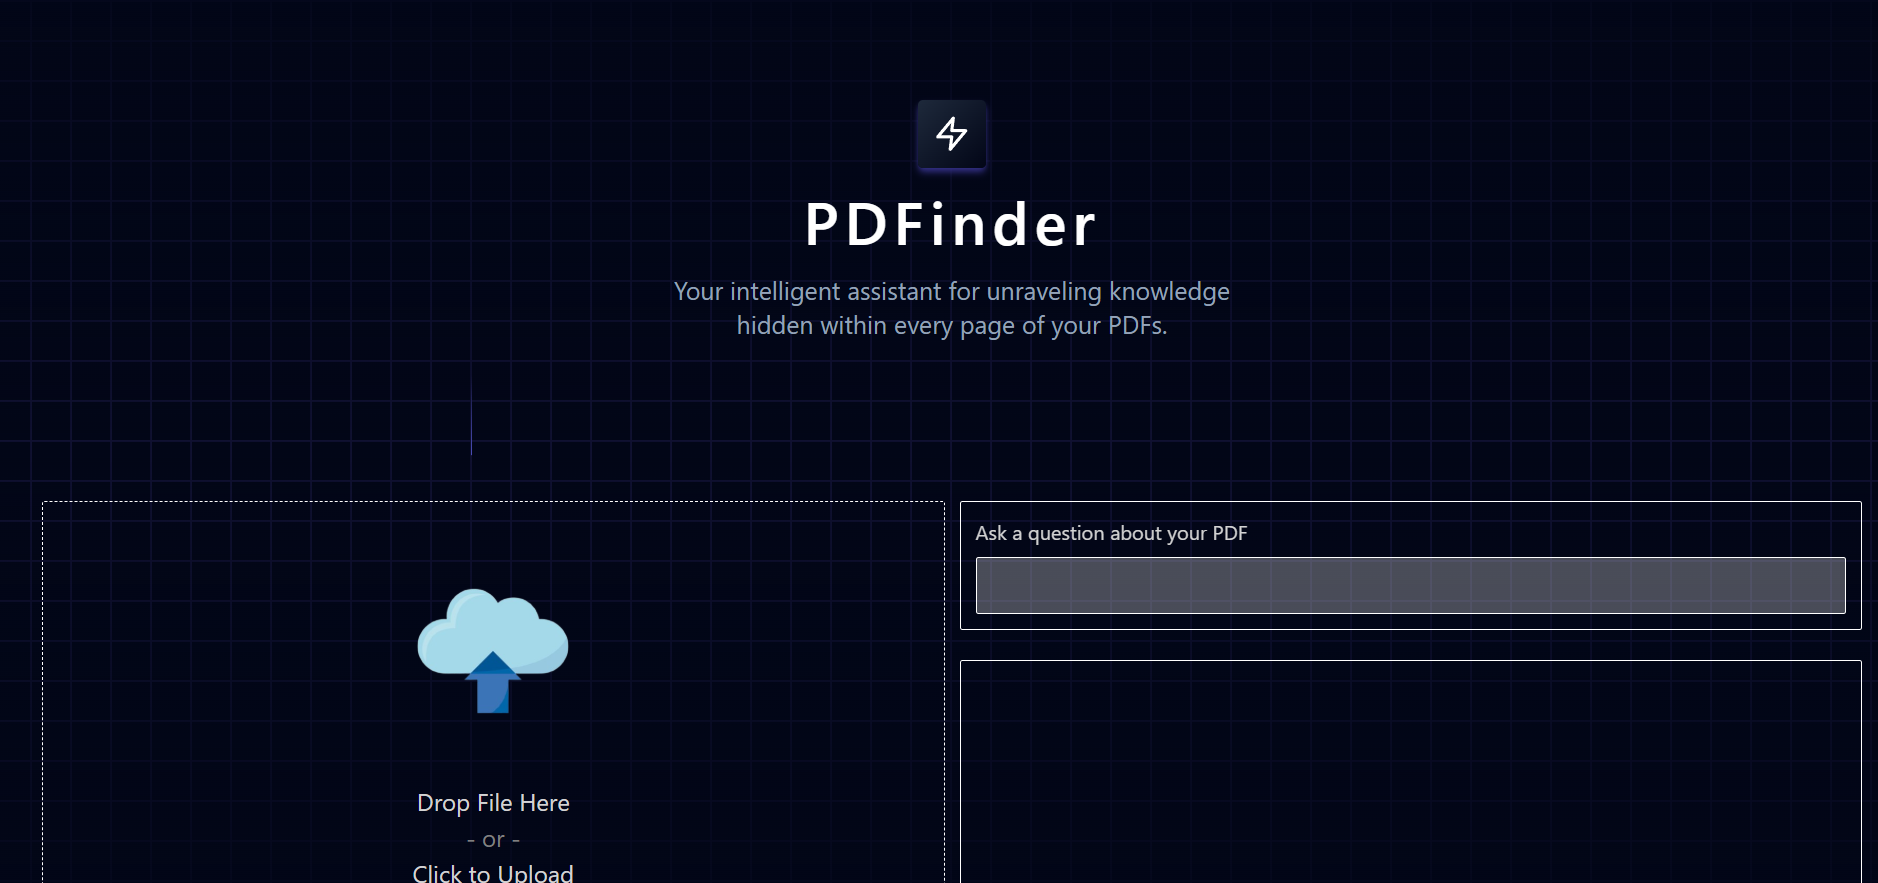 PDFinder
Your intelligent assistant for unraveling knowledge
hidden within every page of your PDFs.
Drop File Here
- or -
Click to Upload
Ask a question about your PDF